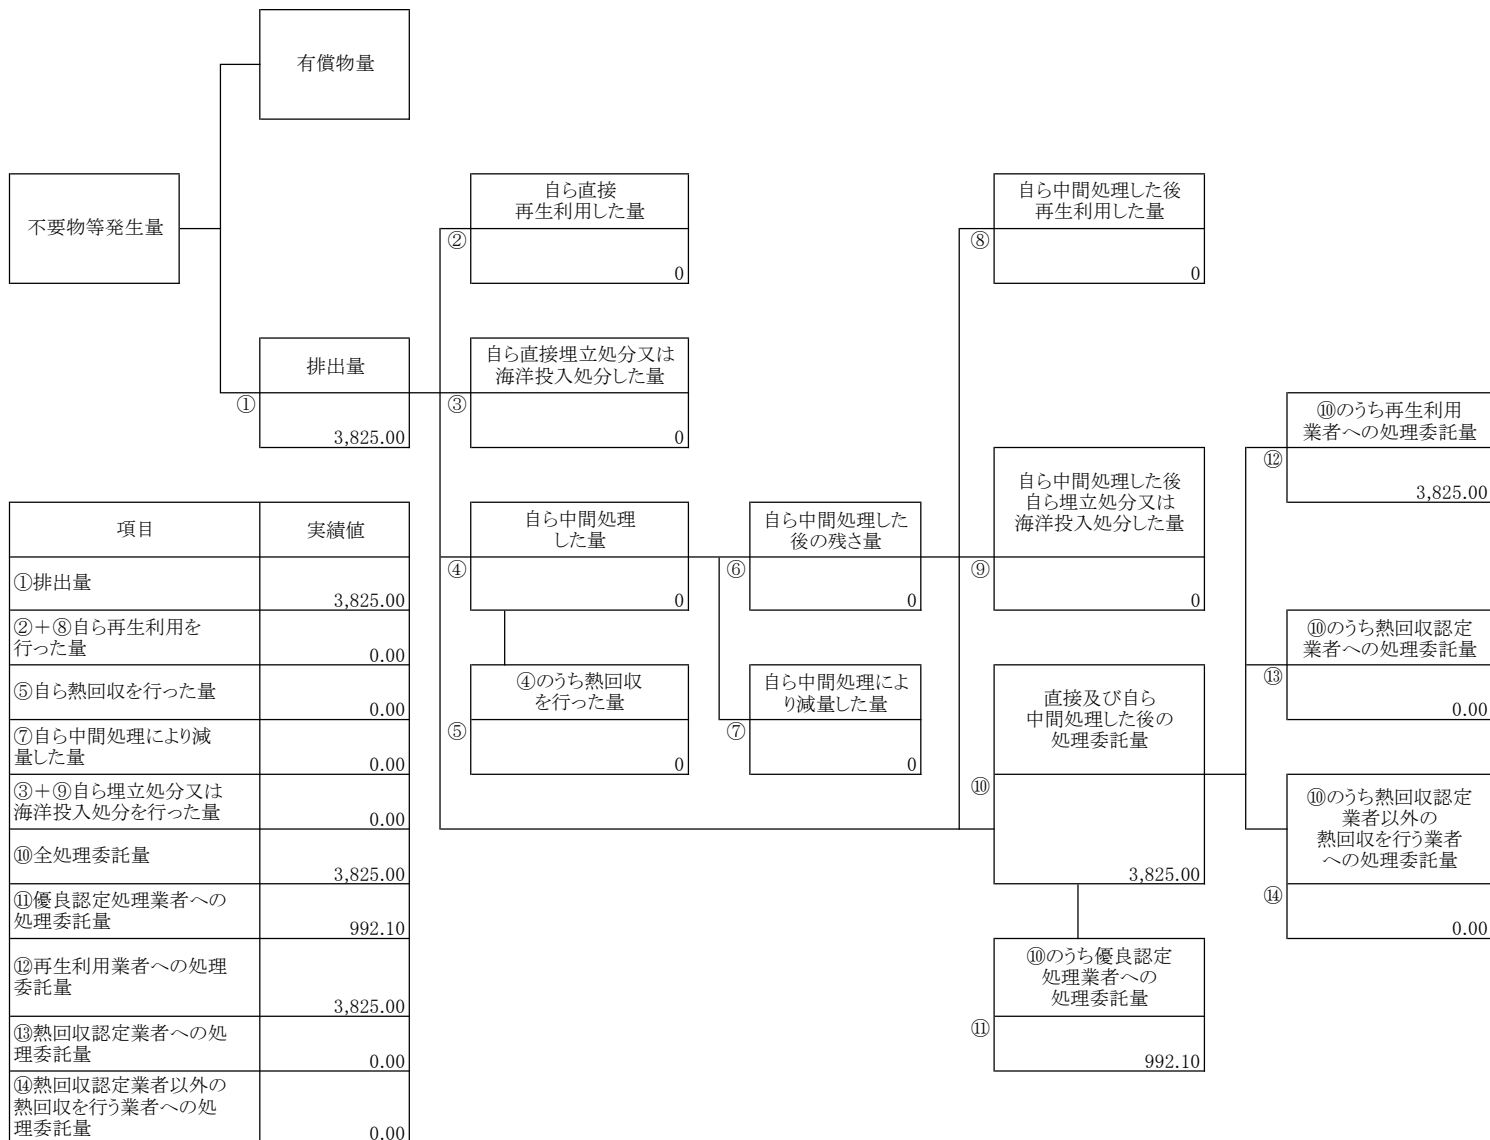 有償物量
不要物等発生量
自ら直接
再生利用した量
②
0
自ら中間処理した後
再生利用した量
⑧
0
排出量
①
3,825.00
自ら直接埋立処分又は
海洋投入処分した量
③
0
⑩のうち再生利用
業者への処理委託量
⑫
3,825.00
自ら中間処理
した量
④
0
自ら中間処理した
後の残さ量
⑥
0
自ら中間処理した後
自ら埋立処分又は
海洋投入処分した量
⑨
0
⑩のうち熱回収認定
業者への処理委託量
⑬
0.00
④のうち熱回収
を行った量
⑤
0
自ら中間処理によ
り減量した量
⑦
0
直接及び自ら
中間処理した後の
処理委託量
⑩
3,825.00
⑩のうち熱回収認定
業者以外の
熱回収を行う業者
への処理委託量
⑭
0.00
⑩のうち優良認定
処理業者への
処理委託量
⑪
992.10
項目 実績値
①排出量
3,825.00
②+⑧自ら再生利用を
行った量
0.00
⑤自ら熱回収を行った量
0.00
⑦自ら中間処理により減
量した量
0.00
③+⑨自ら埋立処分又は
海洋投入処分を行った量
0.00
⑩全処理委託量
3,825.00
⑪優良認定処理業者への
処理委託量
992.10
⑫再生利用業者への処理
委託量
3,825.00
⑬熱回収認定業者への処
理委託量
0.00
⑭熱回収認定業者以外の
熱回収を行う業者への処
理委託量
0.00